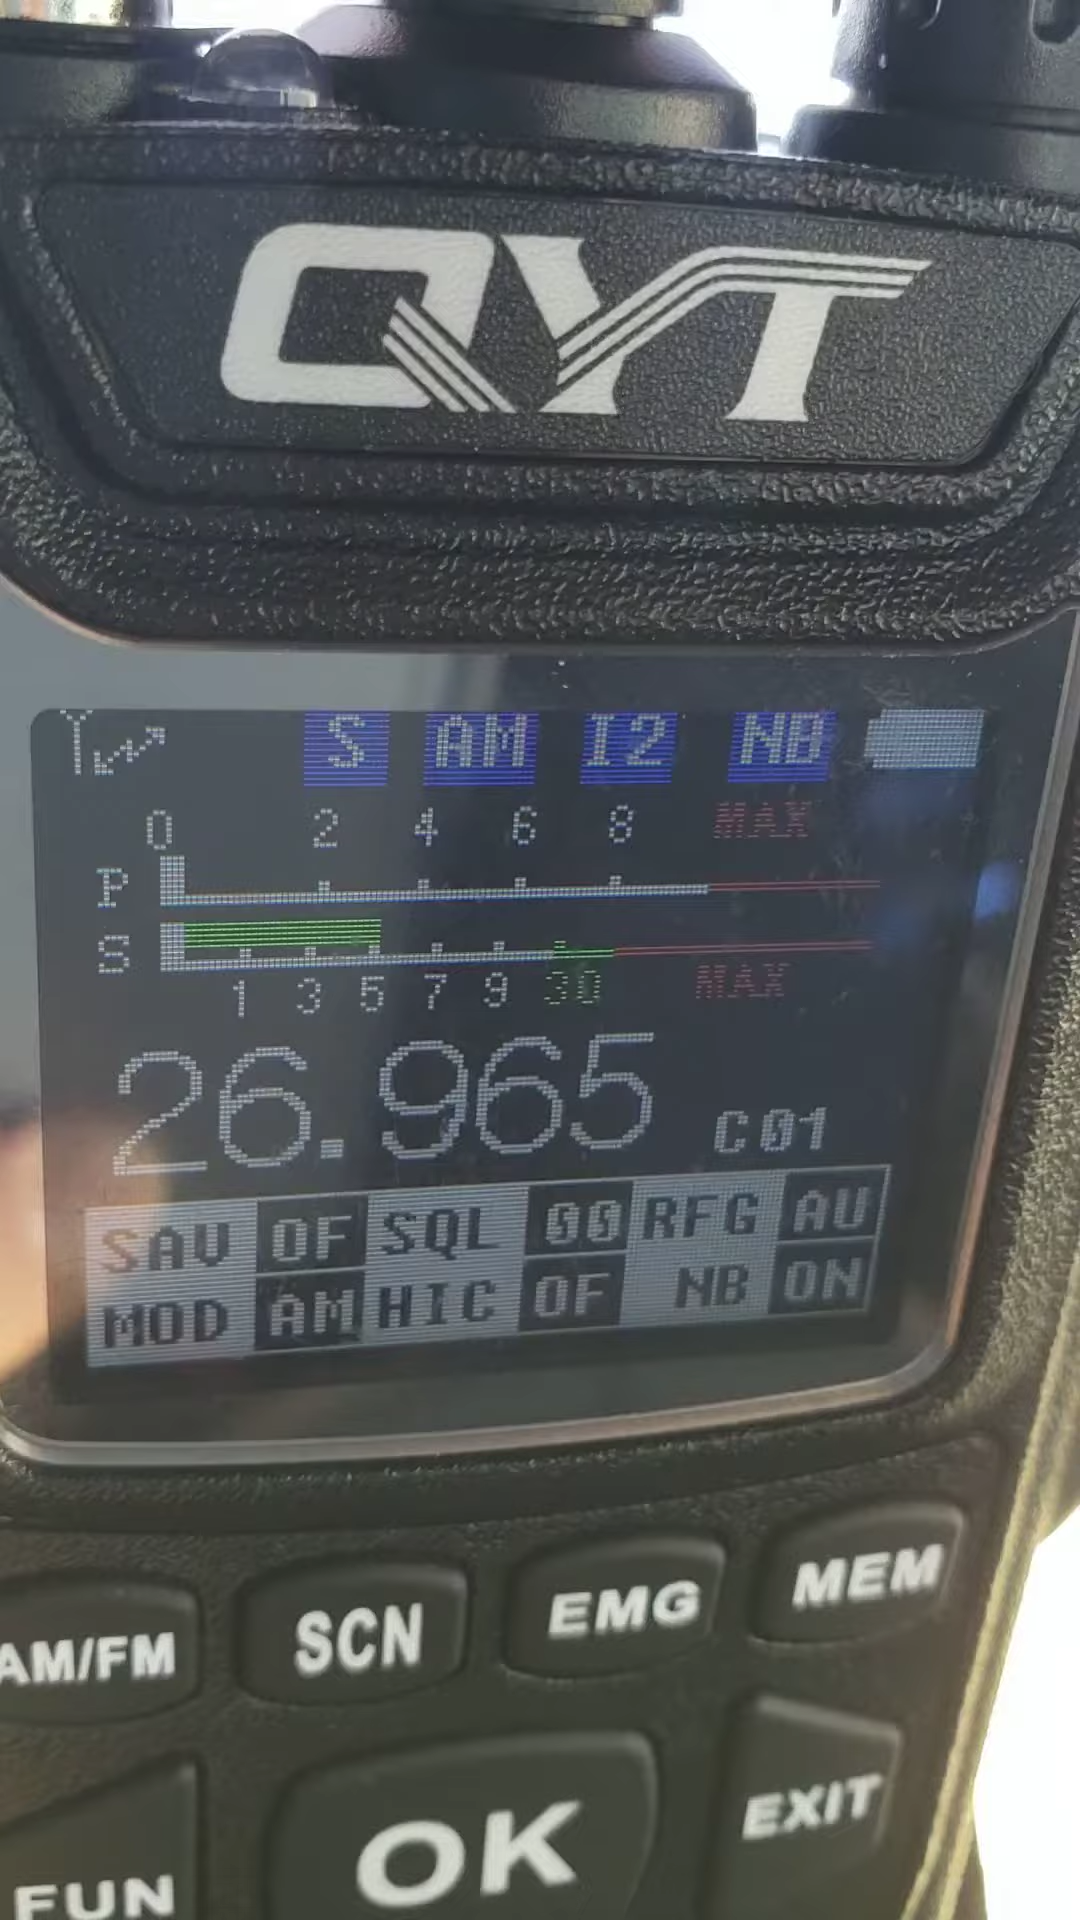 QYT
S AM I2 NB
0 2 4 6 8 MAX
P
S
1 3 5 7 9 30 MAX
26.965 C01
SAV OF SQL 00 RFG AU
MOD AM HIC OF NB ON
AM/FM SCN EMG MEM
FUN OK EXIT